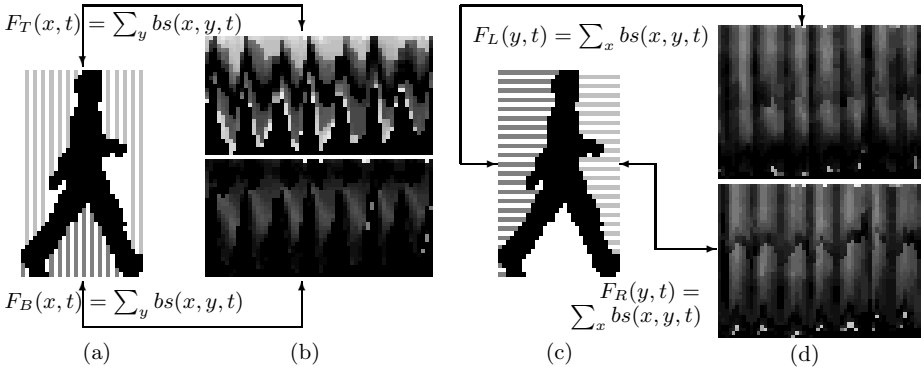 F_T(x, t) = ∑_y bs(x, y, t)
F_L(y, t) = ∑_x bs(x, y, t)
F_B(x, t) = ∑_y bs(x, y, t)
F_R(y, t) =
∑_x bs(x, y, t)
(a) (b) (c) (d)